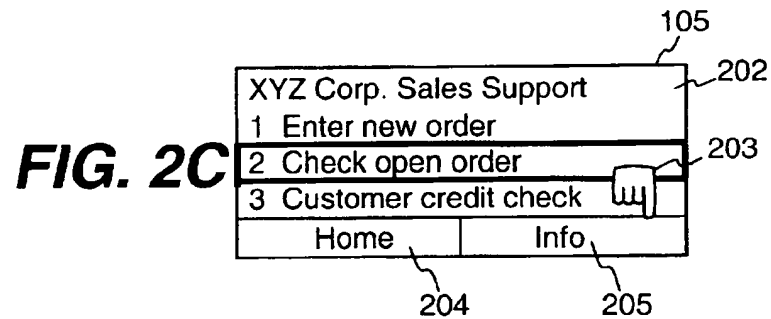 105
XYZ Corp. Sales Support
202
1 Enter new order
FIG. 2C
2 Check open order
203
3 Customer credit check
Home
Info
204
205